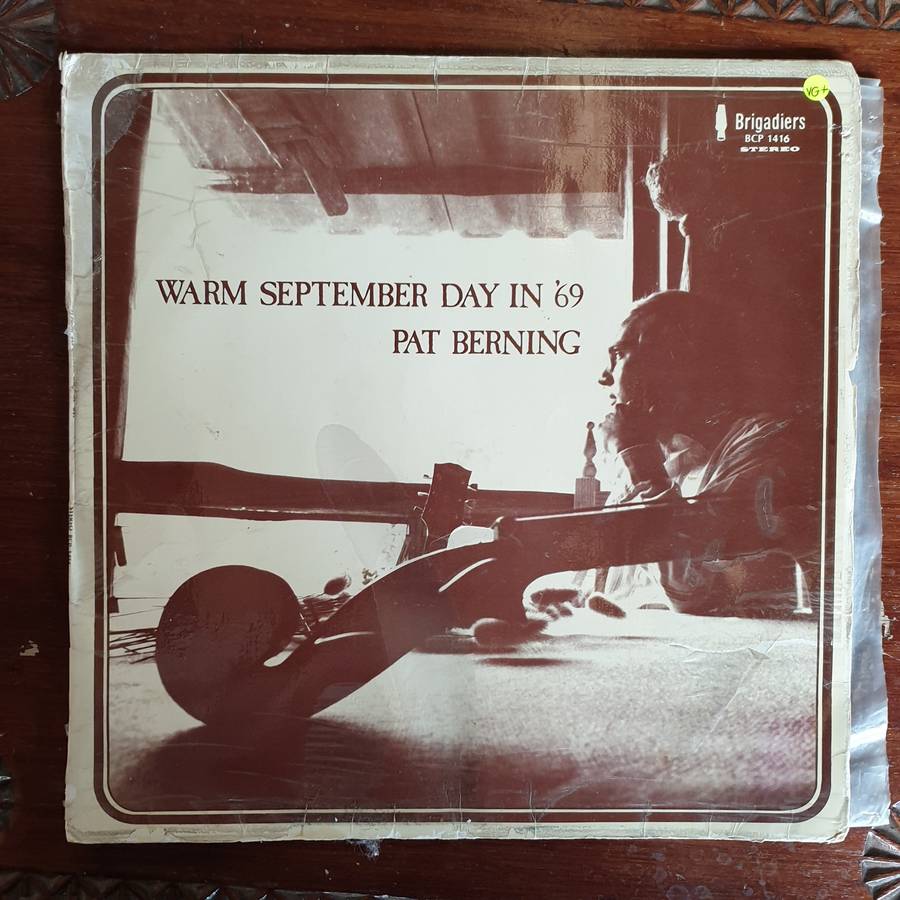 VG+
Brigadiers
BCP 1416
STEREO
WARM SEPTEMBER DAY IN '69
PAT BERNING